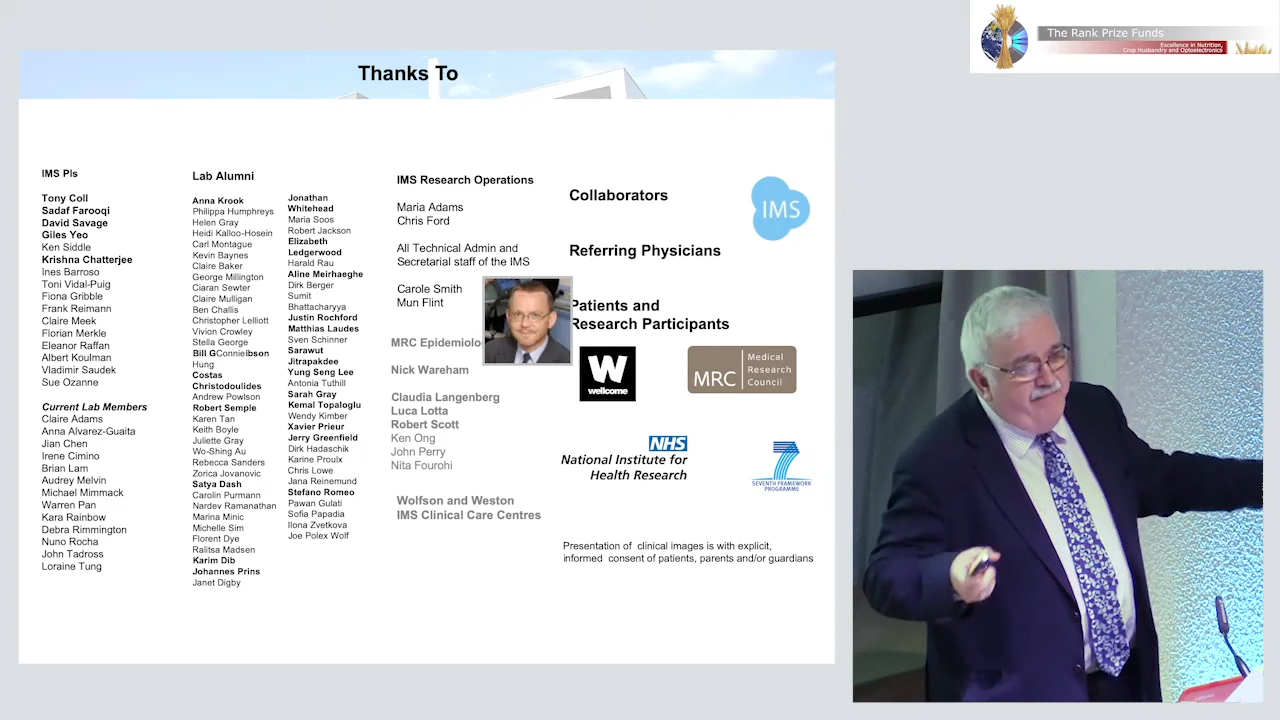 The Rank Prize Funds
Excellence in Nutrition,
Crop Husbandry and Optoelectronics
Thanks To
IMS PIs
Tony Coll
Sadaf Farooqi
David Savage
Giles Yeo
Ken Siddle
Krishna Chatterjee
Ines Barroso
Toni Vidal-Puig
Fiona Gribble
Frank Reimann
Claire Meek
Florian Merkle
Eleanor Raffan
Albert Koulman
Vladimir Saudek
Sue Ozanne
Current Lab Members
Claire Adams
Anna Alvarez-Guaita
Jian Chen
Irene Cimino
Brian Lam
Audrey Melvin
Michael Mimmack
Warren Pan
Kara Rainbow
Debra Rimmington
Nuno Rocha
John Tadross
Loraine Tung
Lab Alumni
Anna Krook
Philippa Humphreys
Helen Gray
Heidi Kalloo-Hosein
Carl Montague
Kevin Baynes
Claire Baker
George Millington
Ciaran Sewter
Claire Mulligan
Ben Challis
Christopher Lelliott
Vivion Crowley
Stella George
Bill GConnieibson
Hung
Costas
Christodoulides
Andrew Powlson
Robert Semple
Karen Tan
Keith Boyle
Juliette Gray
Wo-Shing Au
Rebecca Sanders
Zorica Jovanovic
Satya Dash
Carolin Purmann
Nardev Ramanathan
Marina Minic
Michelle Sim
Florent Dye
Ralitsa Madsen
Karim Dib
Johannes Prins
Janet Digby
Jonathan
Whitehead
Maria Soos
Robert Jackson
Elizabeth
Ledgerwood
Harald Rau
Aline Meirhaeghe
Dirk Berger
Sumit
Bhattacharyya
Justin Rochford
Matthias Laudes
Sven Schinner
Sarawut
Jitrapakdee
Yung Seng Lee
Antonia Tuthill
Sarah Gray
Kemal Topaloglu
Wendy Kimber
Xavier Prieur
Jerry Greenfield
Dirk Hadaschik
Karine Proulx
Chris Lowe
Jana Reinemund
Stefano Romeo
Pawan Gulati
Sofia Papadia
Ilona Zvetkova
Joe Polex Wolf
IMS Research Operations
Maria Adams
Chris Ford
All Technical Admin and
Secretarial staff of the IMS
Carole Smith
Mun Flint
MRC Epidemiolo
Nick Wareham
Claudia Langenberg
Luca Lotta
Robert Scott
Ken Ong
John Perry
Nita Fourohi
Wolfson and Weston
IMS Clinical Care Centres
Collaborators
IMS
Referring Physicians
Patients and
Research Participants
W
wellcome
MRC
Medical
Research
Council
NHS
National Institute for
Health Research
7
SEVENTH FRAMEWORK
PROGRAMME
Presentation of clinical images is with explicit,
informed consent of patients, parents and/or guardians